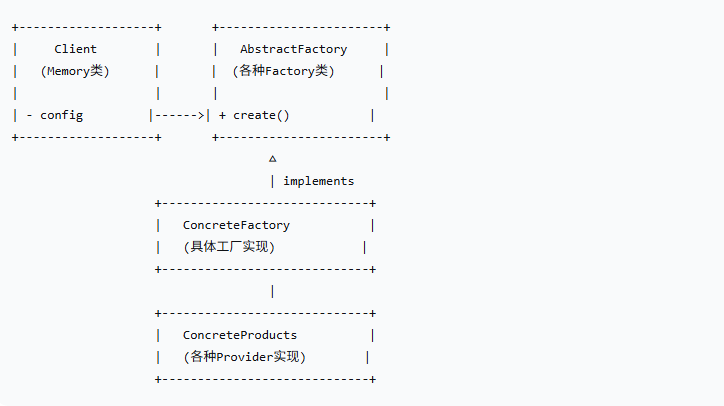 +-------------------+       +-----------------------+
|     Client        |       |   AbstractFactory     |
|   (Memory类)      |       |  (各种Factory类)      |
|                   |       |                       |
| - config         |------>| + create()           |
+-------------------+       +-----------------------+
△
| implements
+-----------------------------+
|   ConcreteFactory           |
|   (具体工厂实现)            |
+-----------------------------+
|
+-----------------------------+
|   ConcreteProducts          |
|   (各种Provider实现)        |
+-----------------------------+